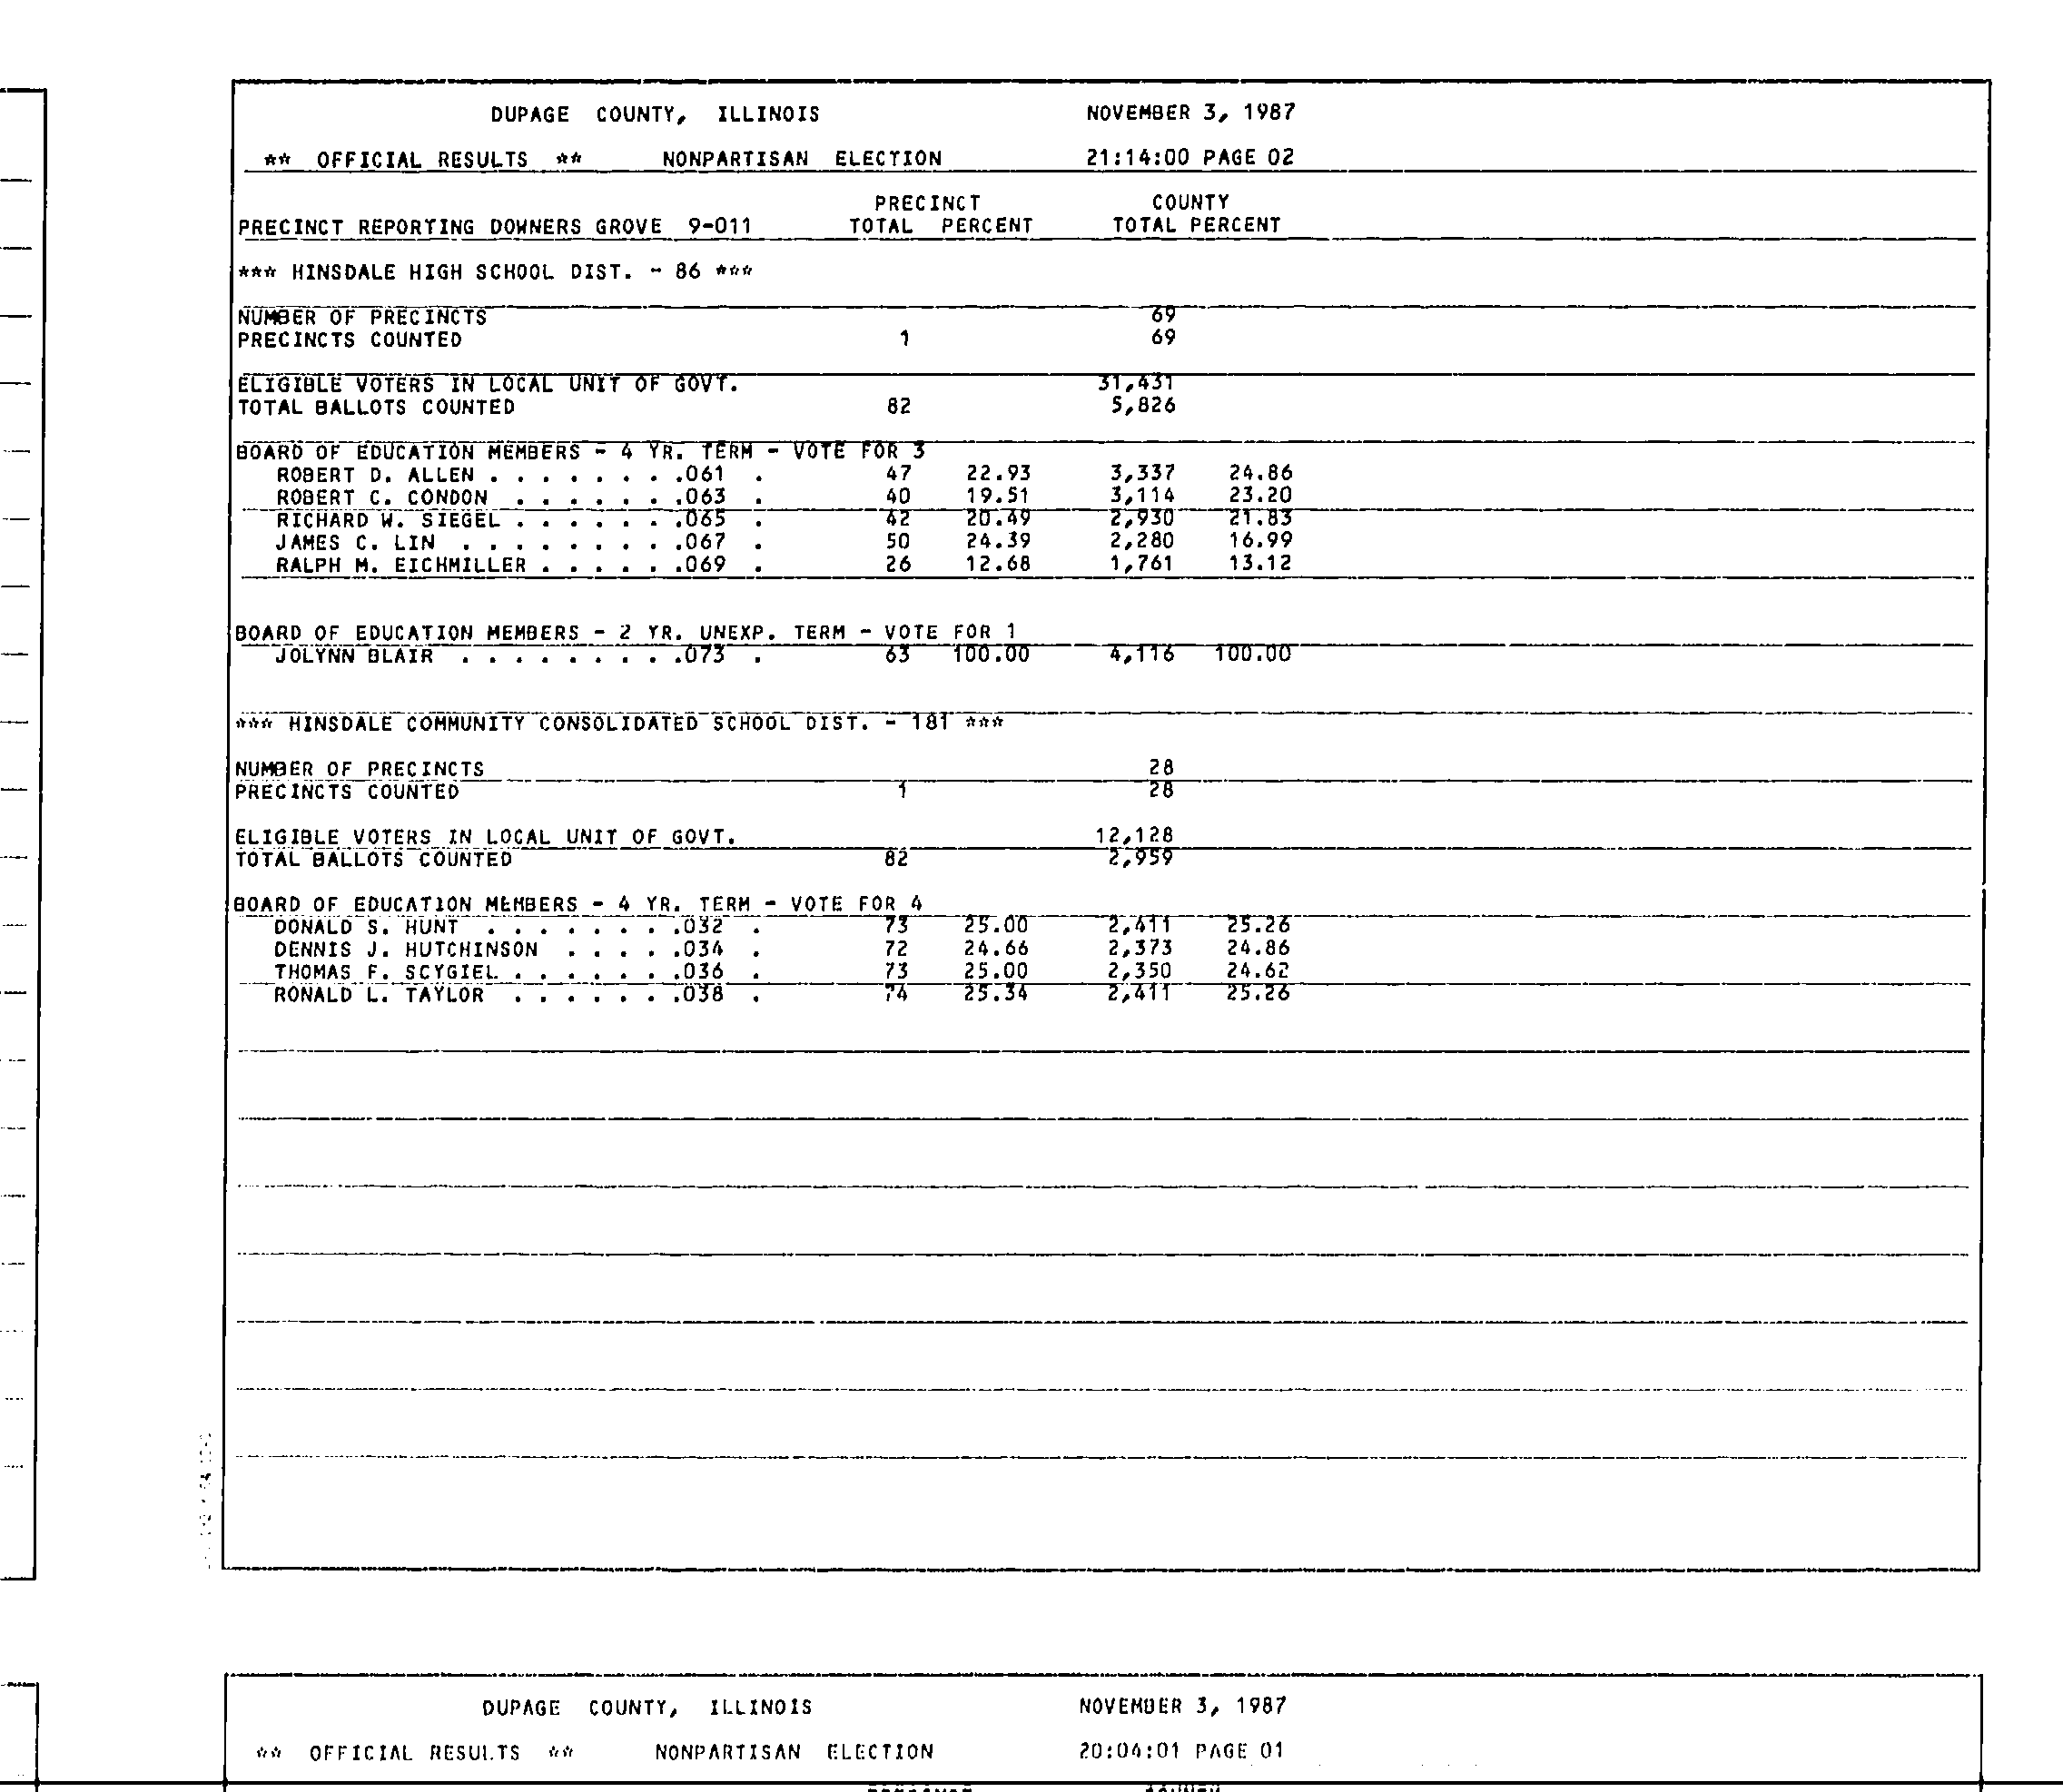 DUPAGE COUNTY, ILLINOIS NOVEMBER 3, 1987
** OFFICIAL RESULTS ** NONPARTISAN ELECTION 21:14:00 PAGE 02
PRECINCT COUNTY
PRECINCT REPORTING DOWNERS GROVE 9-011 TOTAL PERCENT TOTAL PERCENT
*** HINSDALE HIGH SCHOOL DIST. - 86 ***
NUMBER OF PRECINCTS 69
PRECINCTS COUNTED 1 69
ELIGIBLE VOTERS IN LOCAL UNIT OF GOVT. 31,431
TOTAL BALLOTS COUNTED 82 5,826
BOARD OF EDUCATION MEMBERS - 4 YR. TERM - VOTE FOR 3
ROBERT D. ALLEN . . . . . . . .061 . 47 22.93 3,337 24.86
ROBERT C. CONDON . . . . . . .063 . 40 19.51 3,114 23.20
RICHARD W. SIEGEL . . . . . . .065 . 42 20.49 2,930 21.83
JAMES C. LIN . . . . . . . . .067 . 50 24.39 2,280 16.99
RALPH M. EICHMILLER . . . . . .069 . 26 12.68 1,761 13.12
BOARD OF EDUCATION MEMBERS - 2 YR. UNEXP. TERM - VOTE FOR 1
JOLYNN BLAIR . . . . . . . . .073 . 63 100.00 4,116 100.00
*** HINSDALE COMMUNITY CONSOLIDATED SCHOOL DIST. - 181 ***
NUMBER OF PRECINCTS 28
PRECINCTS COUNTED 1 28
ELIGIBLE VOTERS IN LOCAL UNIT OF GOVT. 12,128
TOTAL BALLOTS COUNTED 82 2,959
BOARD OF EDUCATION MEMBERS - 4 YR. TERM - VOTE FOR 4
DONALD S. HUNT . . . . . . . .032 . 73 25.00 2,411 25.26
DENNIS J. HUTCHINSON . . . . .034 . 72 24.66 2,373 24.86
THOMAS F. SCYGIEL . . . . . . .036 . 73 25.00 2,350 24.62
RONALD L. TAYLOR . . . . . . .038 . 74 25.34 2,411 25.26
DUPAGE COUNTY, ILLINOIS NOVEMBER 3, 1987
** OFFICIAL RESULTS ** NONPARTISAN ELECTION 20:04:01 PAGE 01